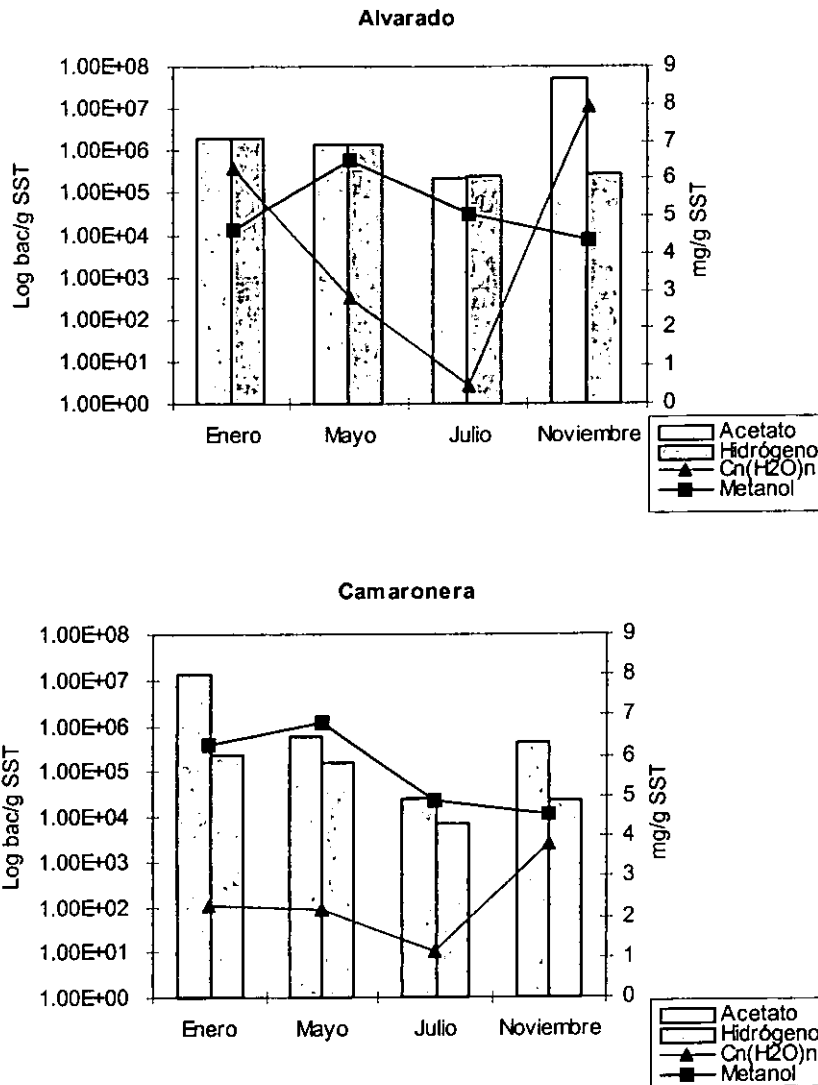 Alvarado
1.00E+08
1.00E+07
1.00E+06
1.00E+05
1.00E+04
1.00E+03
1.00E+02
1.00E+01
1.00E+00
Log bac/g SST
9
8
7
6
5
4
3
2
1
0
mg/g SST
Enero Mayo Julio Noviembre
Acetato
Hidrógeno
Cn(H2O)n
Metanol
Camaronera
1.00E+08
1.00E+07
1.00E+06
1.00E+05
1.00E+04
1.00E+03
1.00E+02
1.00E+01
1.00E+00
Log bac/g SST
9
8
7
6
5
4
3
2
1
0
mg/g SST
Enero Mayo Julio Noviembre
Acetato
Hidrógeno
Cn(H2O)n
Metanol